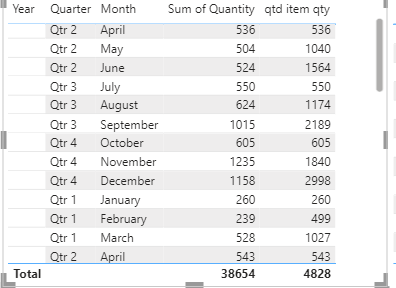 Year Quarter Month Sum of Quantity qtd item qty
Qtr 2 April 536 536
Qtr 2 May 504 1040
Qtr 2 June 524 1564
Qtr 3 July 550 550
Qtr 3 August 624 1174
Qtr 3 September 1015 2189
Qtr 4 October 605 605
Qtr 4 November 1235 1840
Qtr 4 December 1158 2998
Qtr 1 January 260 260
Qtr 1 February 239 499
Qtr 1 March 528 1027
Qtr 2 April 543 543
Total 38654 4828